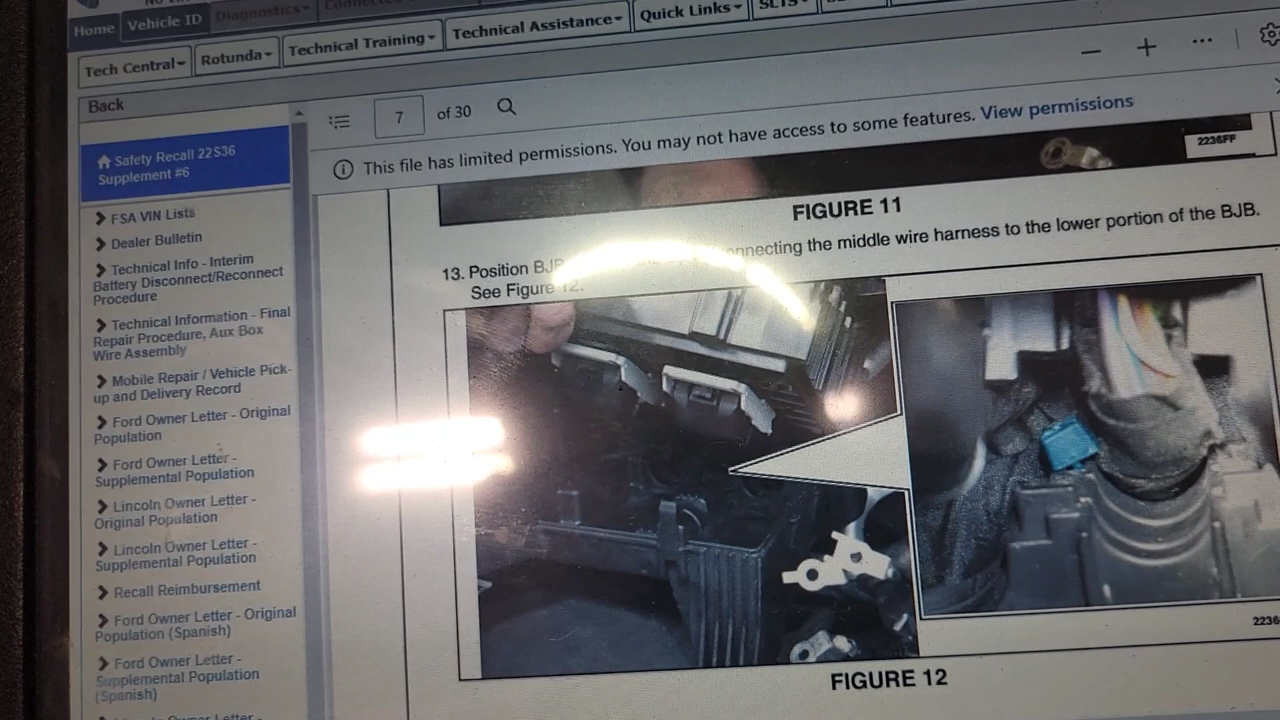 Home Vehicle ID Diagnostics
Tech Central Rotunda Technical Training Technical Assistance Quick Links SLTS
Back
7 of 30
This file has limited permissions. You may not have access to some features. View permissions
Safety Recall 22S36
Supplement #6
FSA VIN Lists
Dealer Bulletin
Technical Info - Interim
Battery Disconnect/Reconnect
Procedure
Technical Information - Final
Repair Procedure, Aux Box
Wire Assembly
Mobile Repair / Vehicle Pick-
up and Delivery Record
Ford Owner Letter - Original
Population
Ford Owner Letter -
Supplemental Population
Lincoln Owner Letter -
Original Population
Lincoln Owner Letter -
Supplemental Population
Recall Reimbursement
Ford Owner Letter - Original
Population (Spanish)
Ford Owner Letter -
Supplemental Population
(Spanish)
Owner Letter -
2236FF
FIGURE 11
13. Position the middle wire harness to the lower portion of the BJB.
See Figure 12.
2236
FIGURE 12